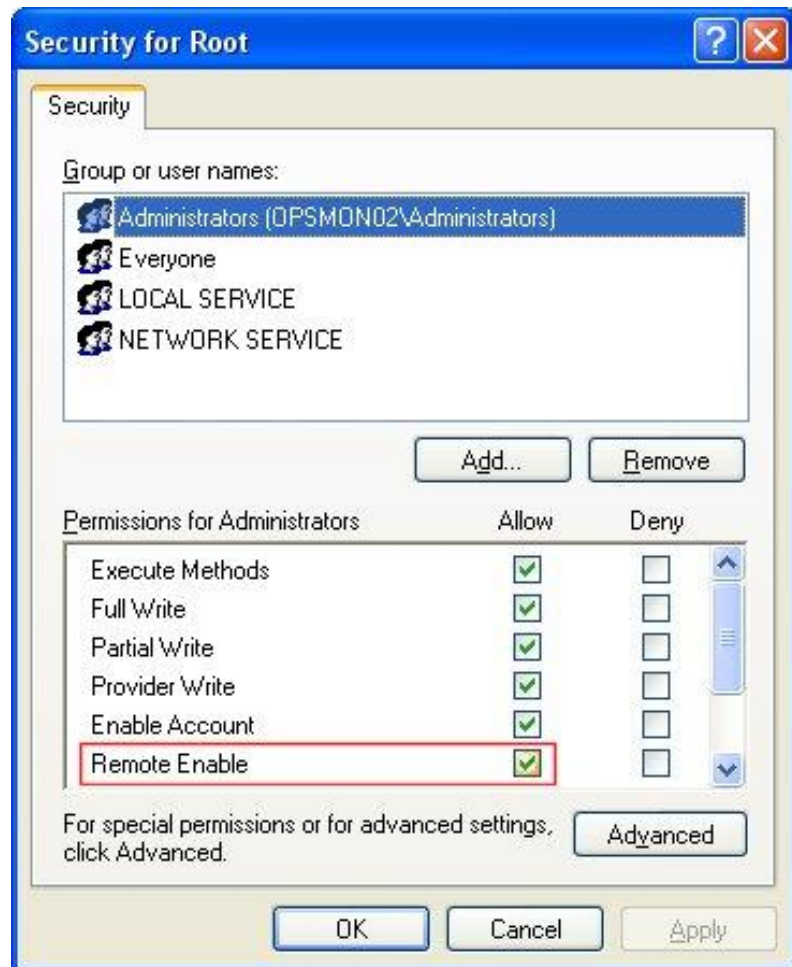 Security for Root
Security
Group or user names:
Administrators (OPSMON02\Administrators)
Everyone
LOCAL SERVICE
NETWORK SERVICE
Add... Remove
Permissions for Administrators Allow Deny
Execute Methods
Full Write
Partial Write
Provider Write
Enable Account
Remote Enable
For special permissions or for advanced settings,
click Advanced.
Advanced
OK Cancel Apply